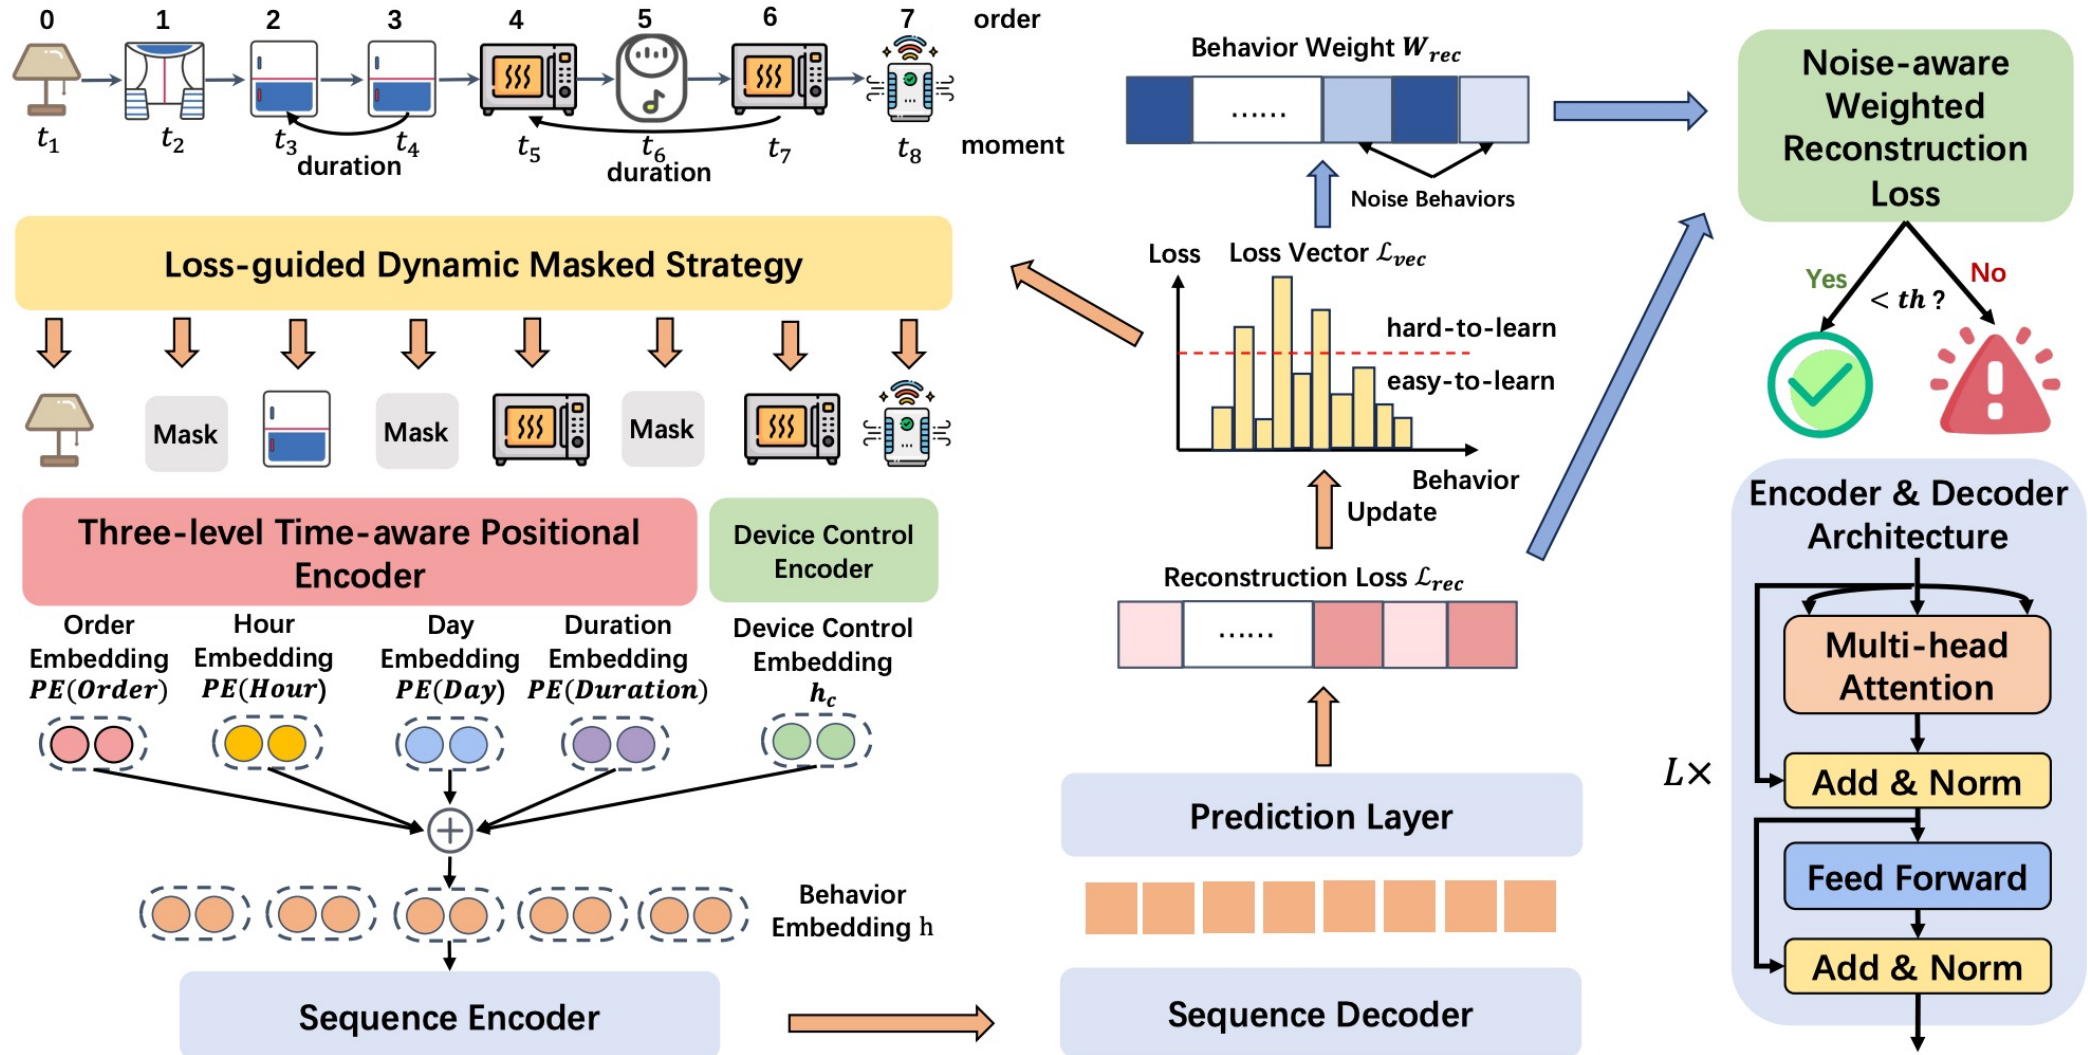 0 1 2 3 4 5 6 7 order
t₁ t₂ t₃ t₄ t₅ t₆ t₇ t₈ moment
duration
duration
Loss-guided Dynamic Masked Strategy
Mask
Mask
Mask
Three-level Time-aware Positional
Encoder
Device Control
Encoder
Order
Embedding
PE(Order)
Hour
Embedding
PE(Hour)
Day
Embedding
PE(Day)
Duration
Embedding
PE(Duration)
Device Control
Embedding
h_c
+
Behavior
Embedding h
Sequence Encoder
Behavior Weight W_rec
......
Noise Behaviors
Loss
Loss Vector ℒ_vec
hard-to-learn
easy-to-learn
Behavior
Update
Reconstruction Loss ℒ_rec
......
Prediction Layer
Sequence Decoder
Noise-aware
Weighted
Reconstruction
Loss
Yes
< th ?
No
!
Encoder & Decoder
Architecture
Multi-head
Attention
L×
Add & Norm
Feed Forward
Add & Norm